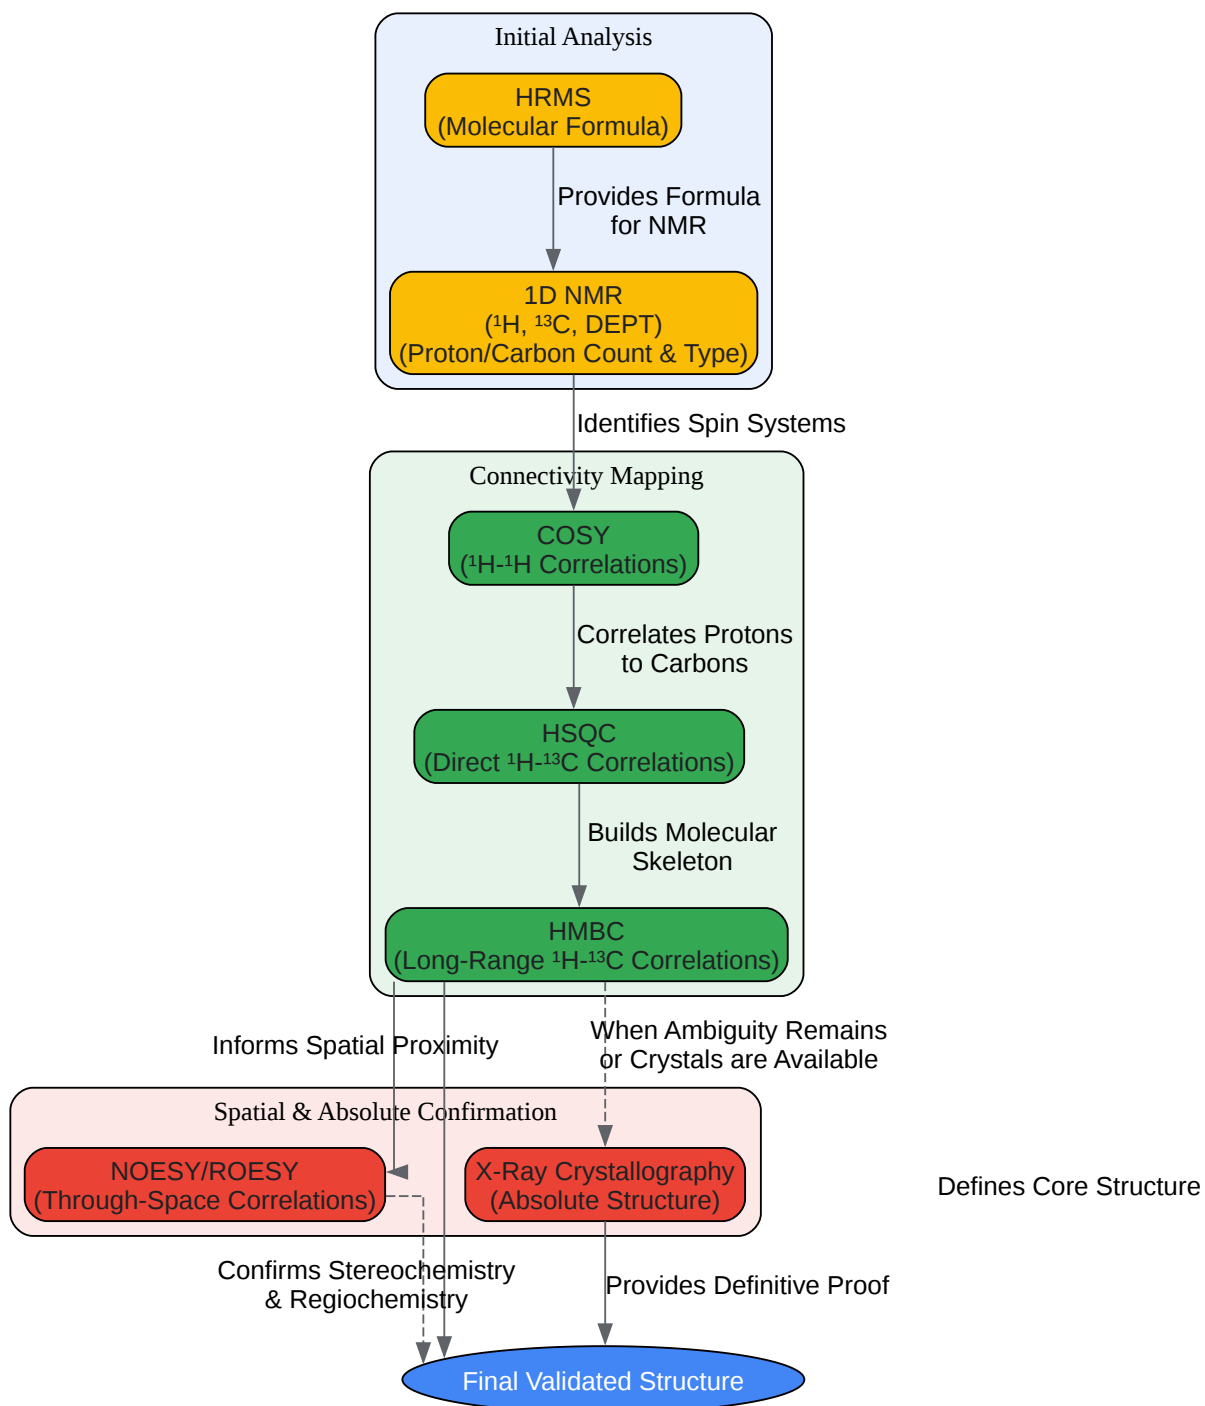 Initial Analysis
HRMS
(Molecular Formula)
Provides Formula
for NMR
1D NMR
(¹H, ¹³C, DEPT)
(Proton/Carbon Count & Type)
Identifies Spin Systems
Connectivity Mapping
COSY
(¹H-¹H Correlations)
Correlates Protons
to Carbons
HSQC
(Direct ¹H-¹³C Correlations)
Builds Molecular
Skeleton
HMBC
(Long-Range ¹H-¹³C Correlations)
Informs Spatial Proximity
When Ambiguity Remains
or Crystals are Available
Spatial & Absolute Confirmation
NOESY/ROESY
(Through-Space Correlations)
X-Ray Crystallography
(Absolute Structure)
Defines Core Structure
Confirms Stereochemistry
& Regiochemistry
Provides Definitive Proof
Final Validated Structure